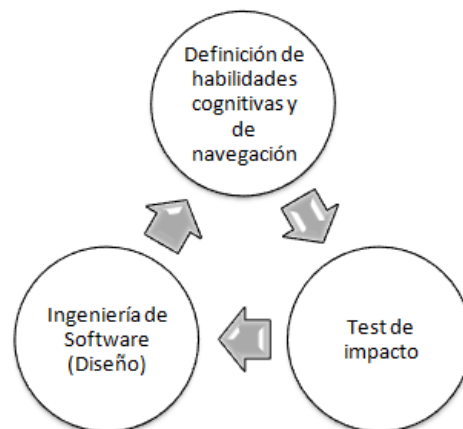 Definición de
habilidades
cognitivas y
de
navegación
Ingeniería de
Software
(Diseño)
Test de
impacto